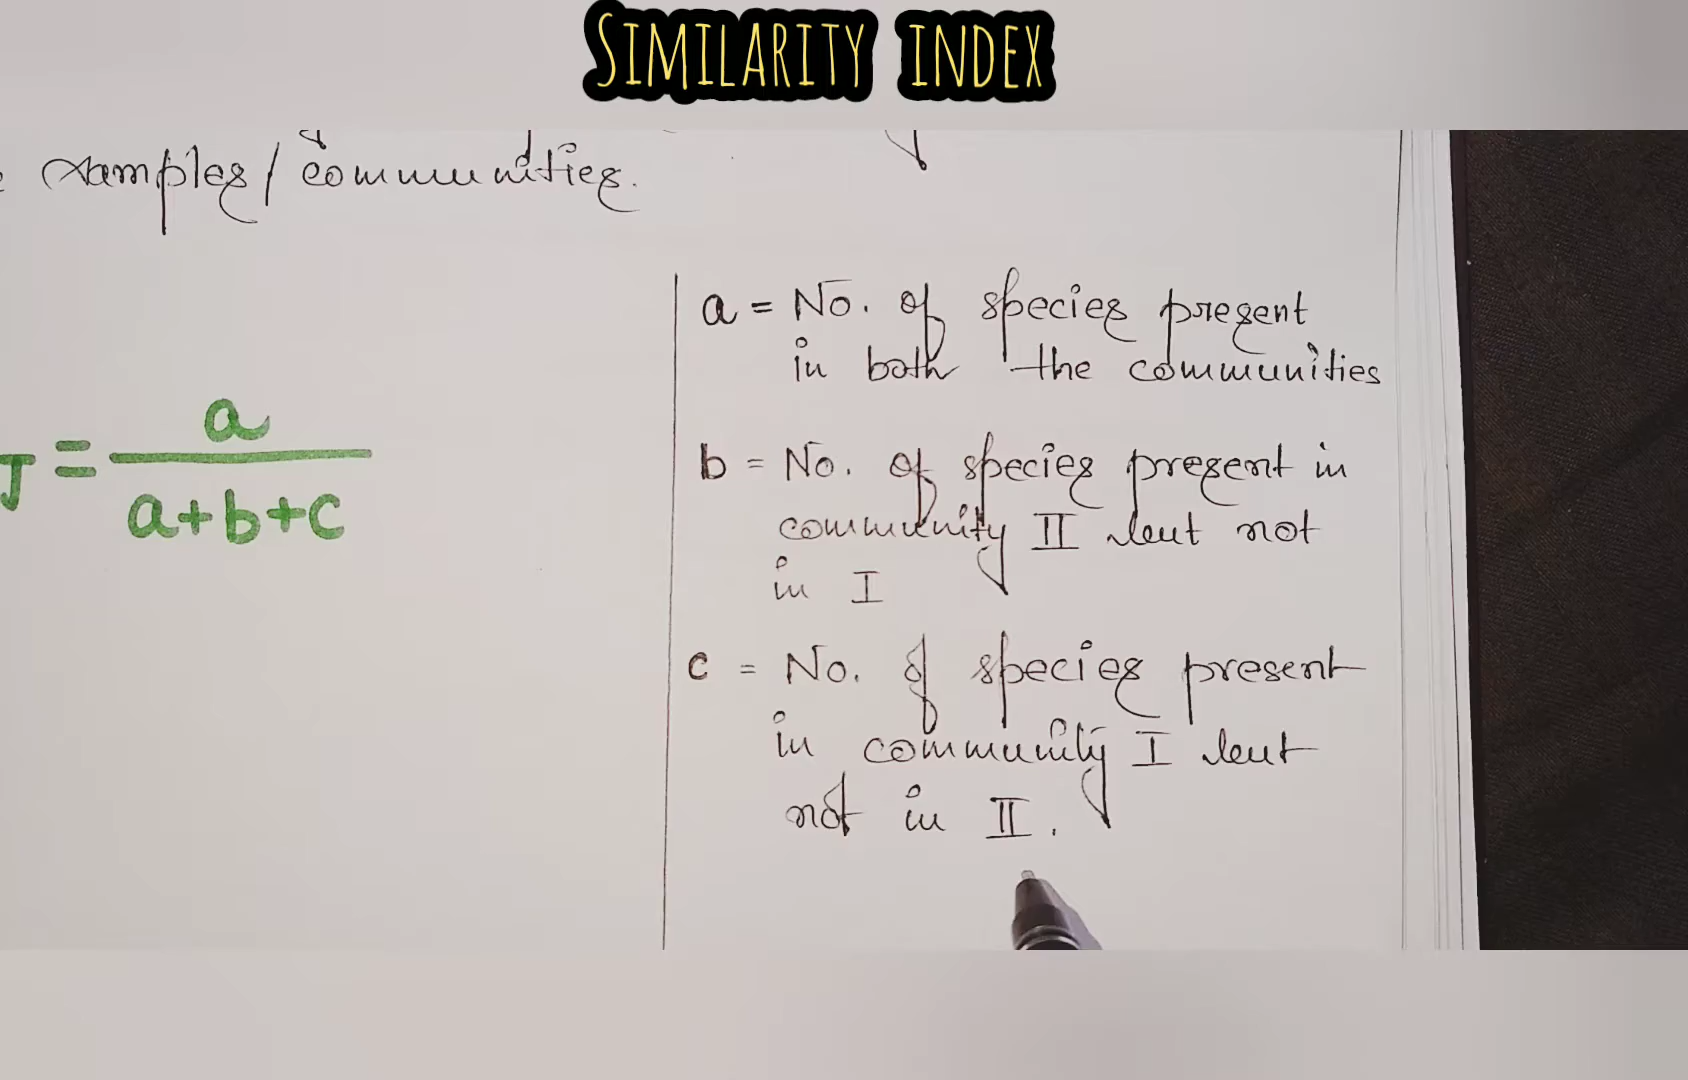 SIMILARITY INDEX
samples/communities.
a = No. of species present
in both the communities
J = a
a+b+c
b = No. of species present in
community II but not
in I
c = No. of species present
in community I but
not in II.